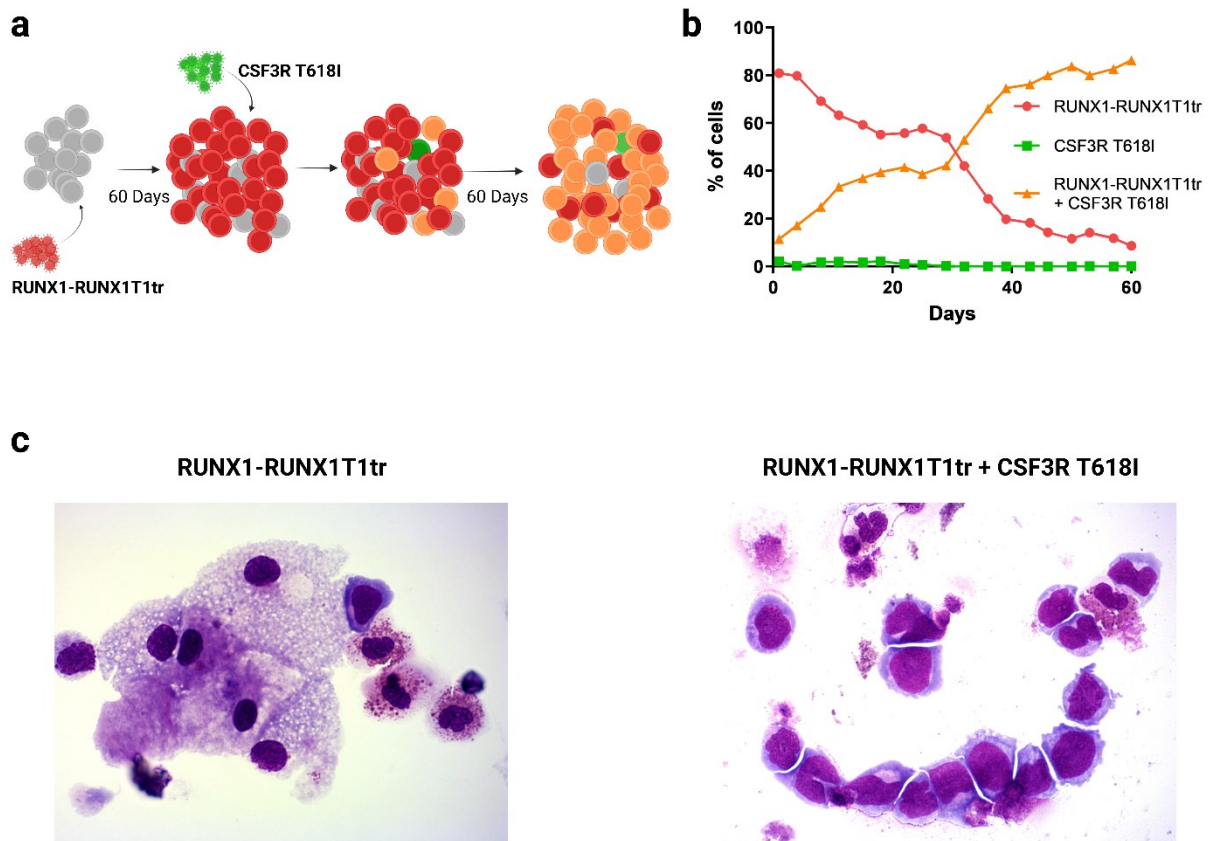 a
CSF3R T618I
60 Days
60 Days
RUNX1-RUNX1T1tr
b
100
80
60
40
20
0
% of cells
0 20 40 60
Days
RUNX1-RUNX1T1tr
CSF3R T618I
RUNX1-RUNX1T1tr
+ CSF3R T618I
c
RUNX1-RUNX1T1tr
RUNX1-RUNX1T1tr + CSF3R T618I